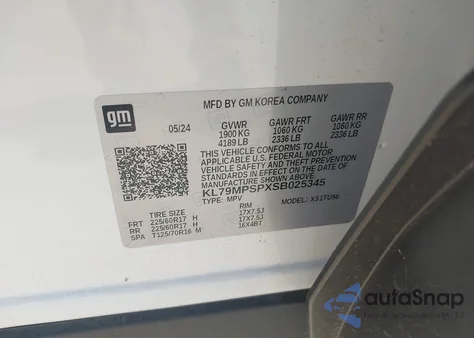 MFD BY GM KOREA COMPANY
gm
05/24 GVWR GAWR FRT GAWR RR
1900 KG 1060 KG 1060 KG
4189 LB 2336 LB 2336 LB
THIS VEHICLE CONFORMS TO ALL
APPLICABLE U.S. FEDERAL MOTOR
VEHICLE SAFETY AND THEFT PREVENTION
STANDARDS IN EFFECT ON THE DATE OF
MANUFACTURE SHOWN ABOVE.
KL79MPSPXSB025345
TYPE: MPV MODEL: X51TU56
TIRE SIZE RIM
FRT 225/60R17 H 17X7.5J
RR 225/60R17 H 17X7.5J
SPA T125/70R16 M 16X4BT
autaSnap